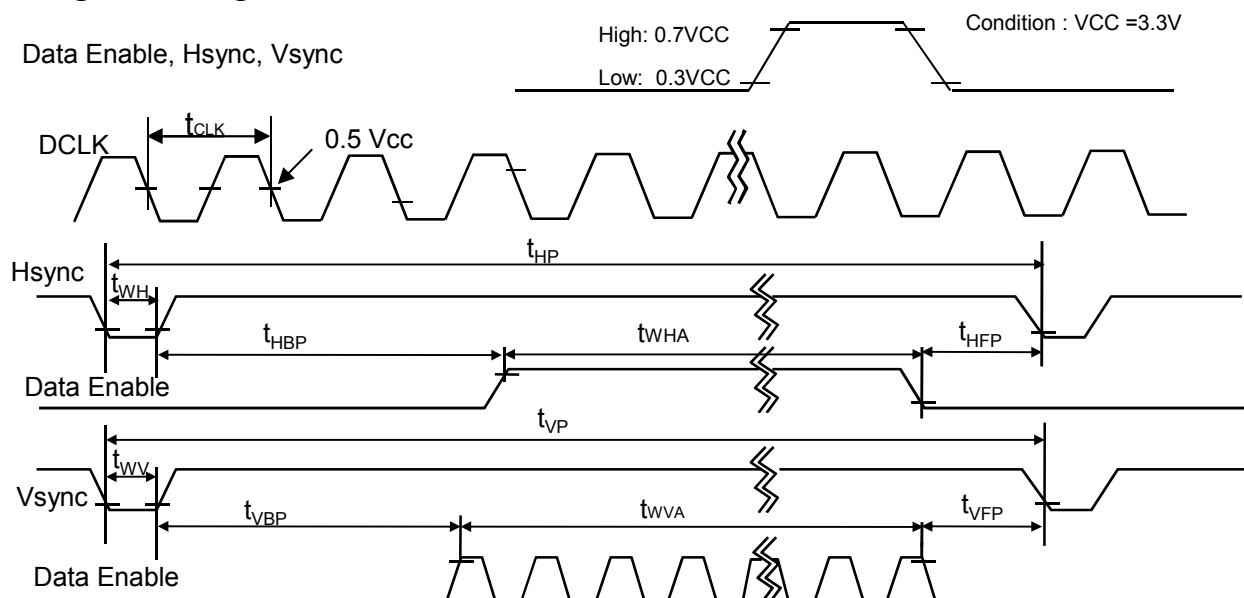 Condition : VCC =3.3V
High: 0.7VCC
Data Enable, Hsync, Vsync
Low: 0.3VCC
tCLK
DCLK
0.5 Vcc
tHP
Hsync
tWH
tHBP
tWHA
tHFP
Data Enable
tVP
tWV
Vsync
tVBP
tWVA
tVFP
Data Enable